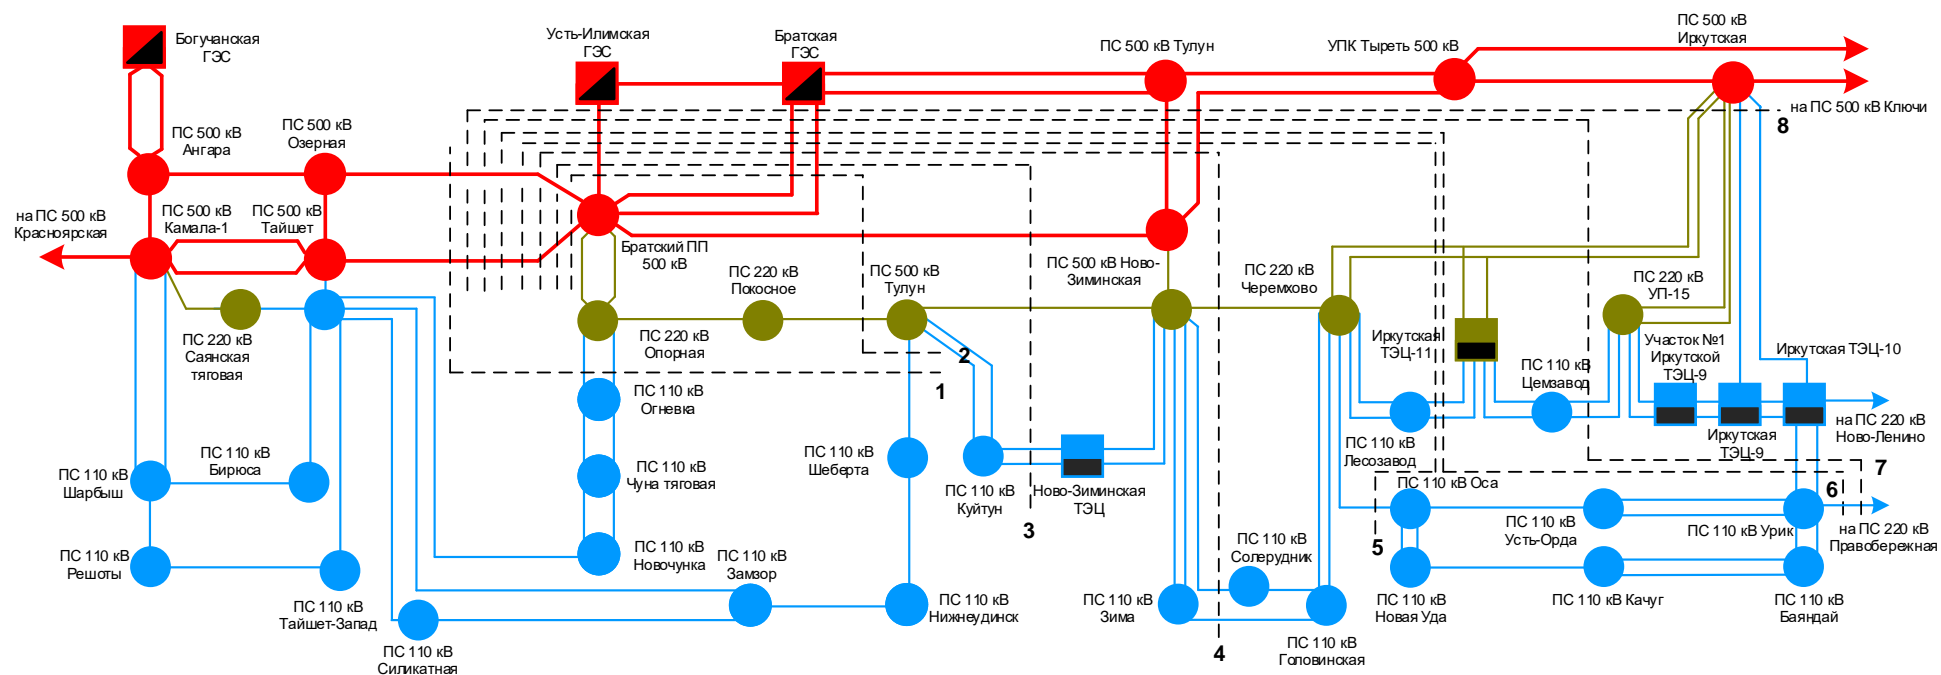 Богучанская
ГЭС
Усть-Илимская
ГЭС
Братская
ГЭС
ПС 500 кВ Тулун
УПК Тыреть 500 кВ
ПС 500 кВ
Иркутская
на ПС 500 кВ Ключи
8
ПС 500 кВ
Ангара
ПС 500 кВ
Озерная
на ПС 500 кВ
Красноярская
ПС 500 кВ
Камала-1
ПС 500 кВ
Тайшет
Братский ПП
500 кВ
ПС 220 кВ
Покосное
ПС 500 кВ
Тулун
ПС 500 кВ Ново-
Зиминская
ПС 220 кВ
Черемхово
ПС 220 кВ
УП-15
ПС 220 кВ
Саянская
тяговая
ПС 220 кВ
Опорная
2
1
Иркутская
ТЭЦ-11
ПС 110 кВ
Цемзавод
Участок №1
Иркутской
ТЭЦ-9
Иркутская ТЭЦ-10
ПС 110 кВ
Огневка
на ПС 220 кВ
Ново-Ленино
Иркутская
ТЭЦ-9
ПС 110 кВ
Лесозавод
7
ПС 110 кВ
Шарбыш
ПС 110 кВ
Бирюса
ПС 110 кВ
Чуна тяговая
ПС 110 кВ
Шеберта
ПС 110 кВ
Куйтун
Ново-Зиминская
ТЭЦ
3
ПС 110 кВ Оса
6
ПС 110 кВ
Усть-Орда
ПС 110 кВ Урик
на ПС 220 кВ
Правобережная
5
ПС 110 кВ
Решоты
ПС 110 кВ
Новочунка
ПС 110 кВ
Замзор
ПС 110 кВ
Солерудник
ПС 110 кВ
Тайшет-Запад
ПС 110 кВ
Нижнеудинск
ПС 110 кВ
Зима
ПС 110 кВ
Новая Уда
ПС 110 кВ Качуг
ПС 110 кВ
Баяндай
ПС 110 кВ
Силикатная
4
ПС 110 кВ
Головинская